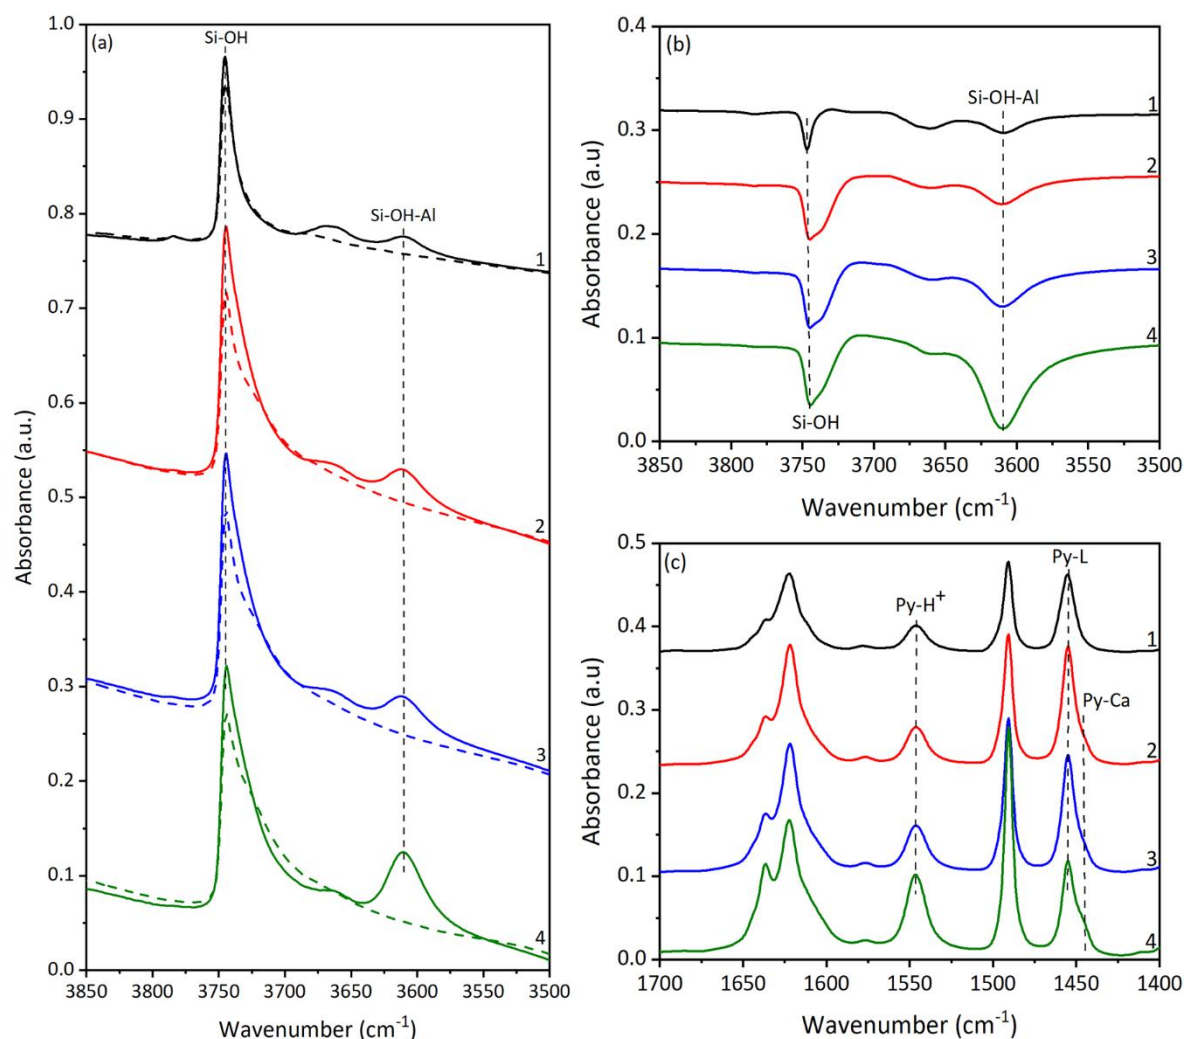 (a)
Si-OH
Si-OH-Al
1
2
3
4
1.0
0.9
0.8
0.7
0.6
0.5
0.4
0.3
0.2
0.1
0.0
Absorbance (a.u.)
3850 3800 3750 3700 3650 3600 3550 3500
Wavenumber (cm⁻¹)
(b)
Si-OH-Al
1
2
3
4
Si-OH
0.4
0.3
0.2
0.1
0.0
Absorbance (a.u)
3850 3800 3750 3700 3650 3600 3550 3500
Wavenumber (cm⁻¹)
(c)
Py-L
Py-H⁺
Py-Ca
1
2
3
4
0.5
0.4
0.3
0.2
0.1
0.0
Absorbance (a.u)
1700 1650 1600 1550 1500 1450 1400
Wavenumber (cm⁻¹)